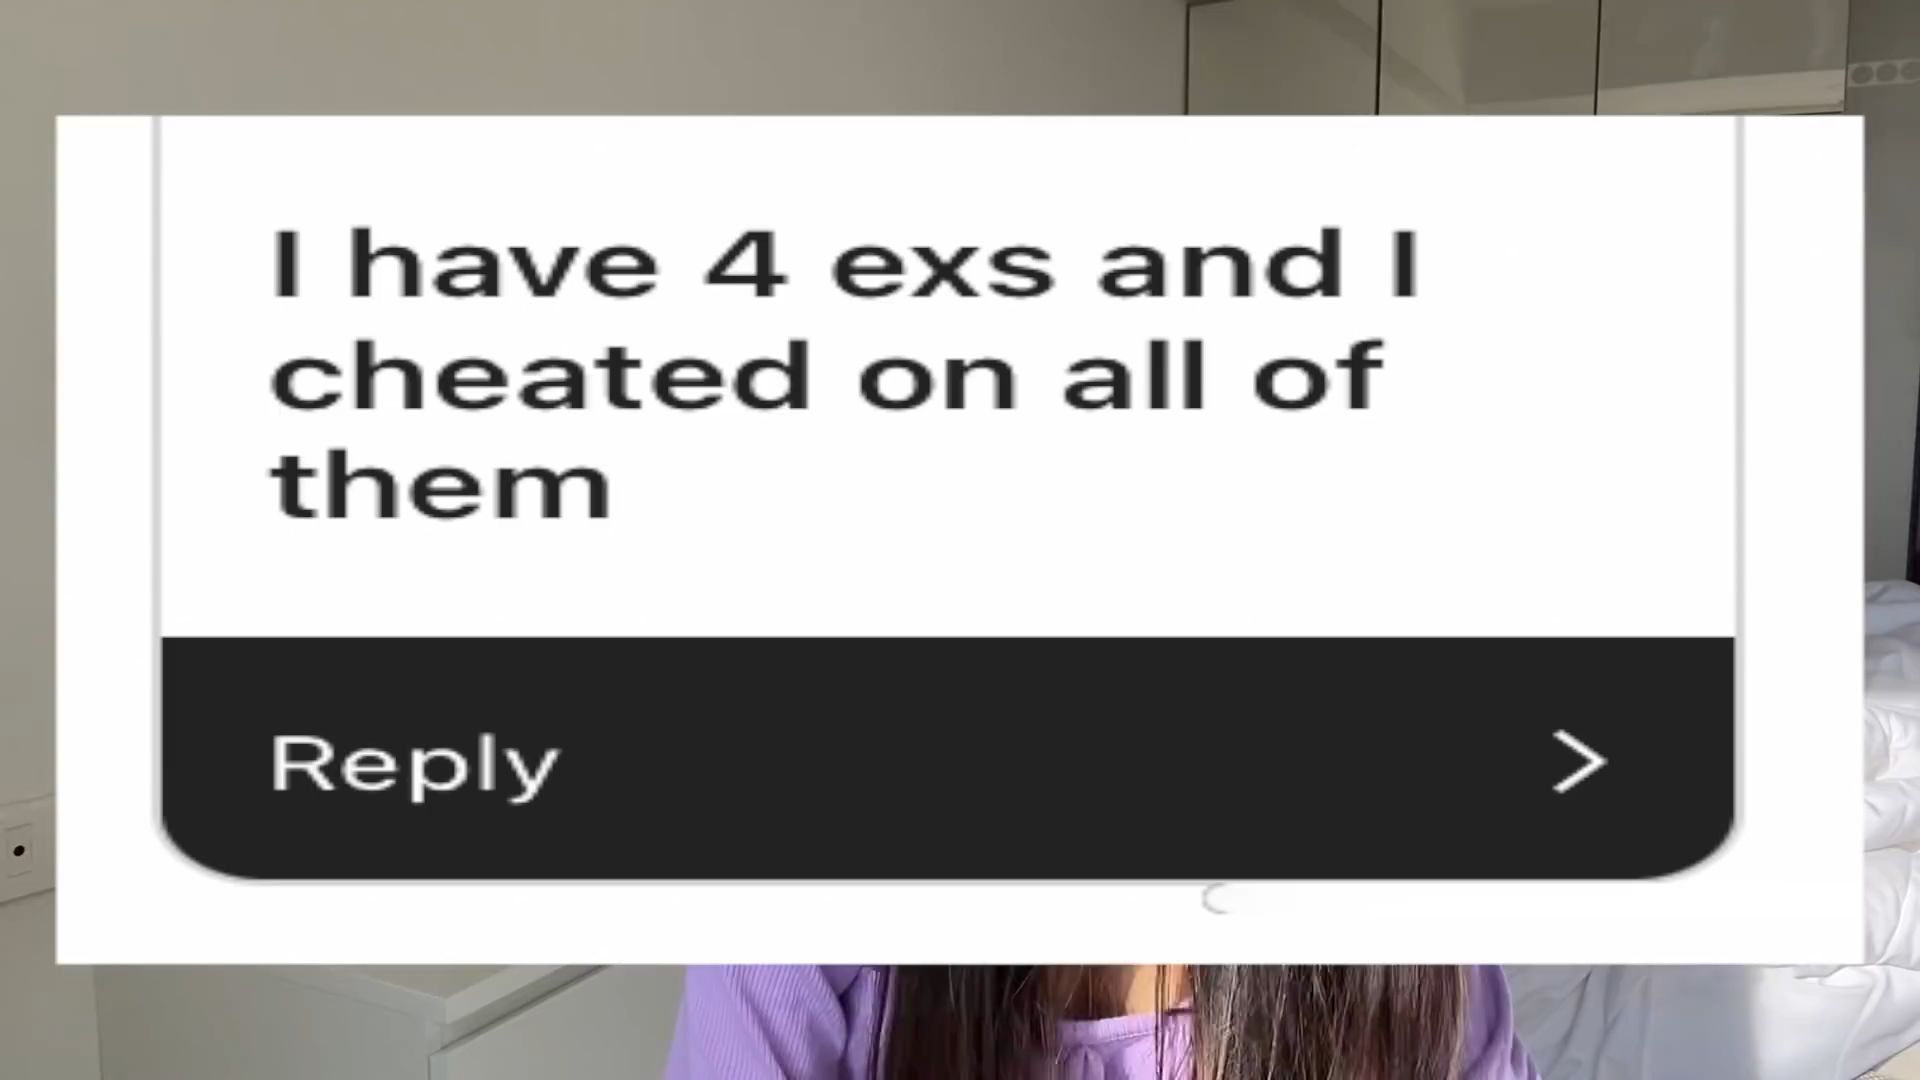 I have 4 exs and I
cheated on all of
them
Reply